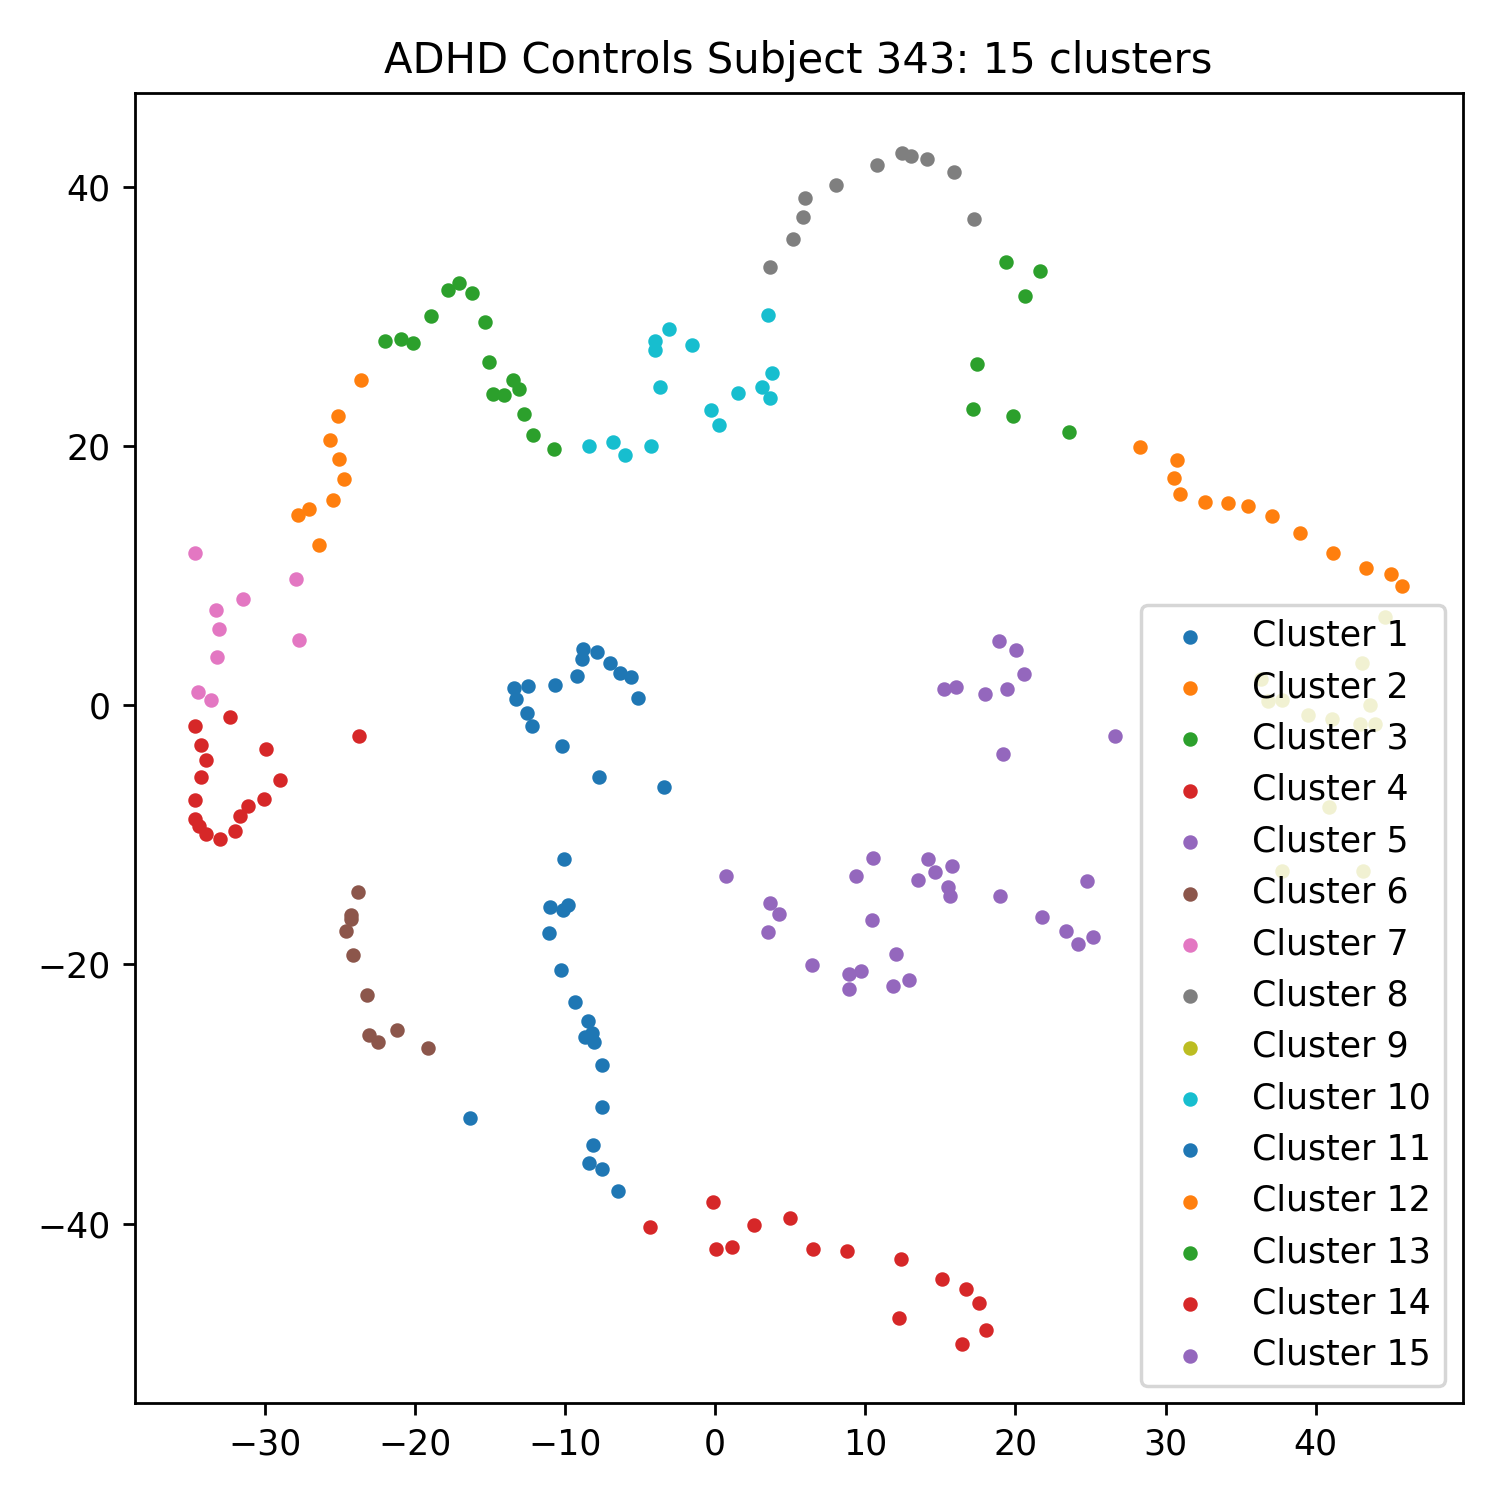 ADHD Controls Subject 343: 15 clusters
40
20
0
−20
−40
−30
−20
−10
0
10
20
30
40
Cluster 1
Cluster 2
Cluster 3
Cluster 4
Cluster 5
Cluster 6
Cluster 7
Cluster 8
Cluster 9
Cluster 10
Cluster 11
Cluster 12
Cluster 13
Cluster 14
Cluster 15